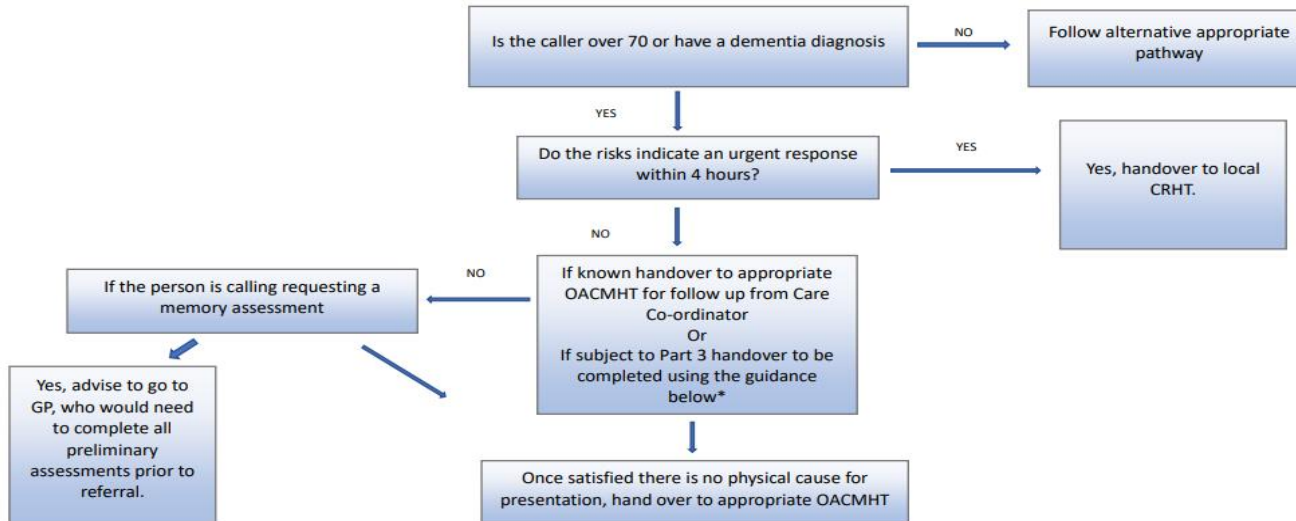 Is the caller over 70 or have a dementia diagnosis
NO
Follow alternative appropriate
pathway
YES
Do the risks indicate an urgent response
within 4 hours?
YES
Yes, handover to local
CRHT.
NO
If the person is calling requesting a
memory assessment
NO
If known handover to appropriate
OACMHT for follow up from Care
Co-ordinator
Or
If subject to Part 3 handover to be
completed using the guidance
below*
Yes, advise to go to
GP, who would need
to complete all
preliminary
assessments prior to
referral.
Once satisfied there is no physical cause for
presentation, hand over to appropriate OACMHT